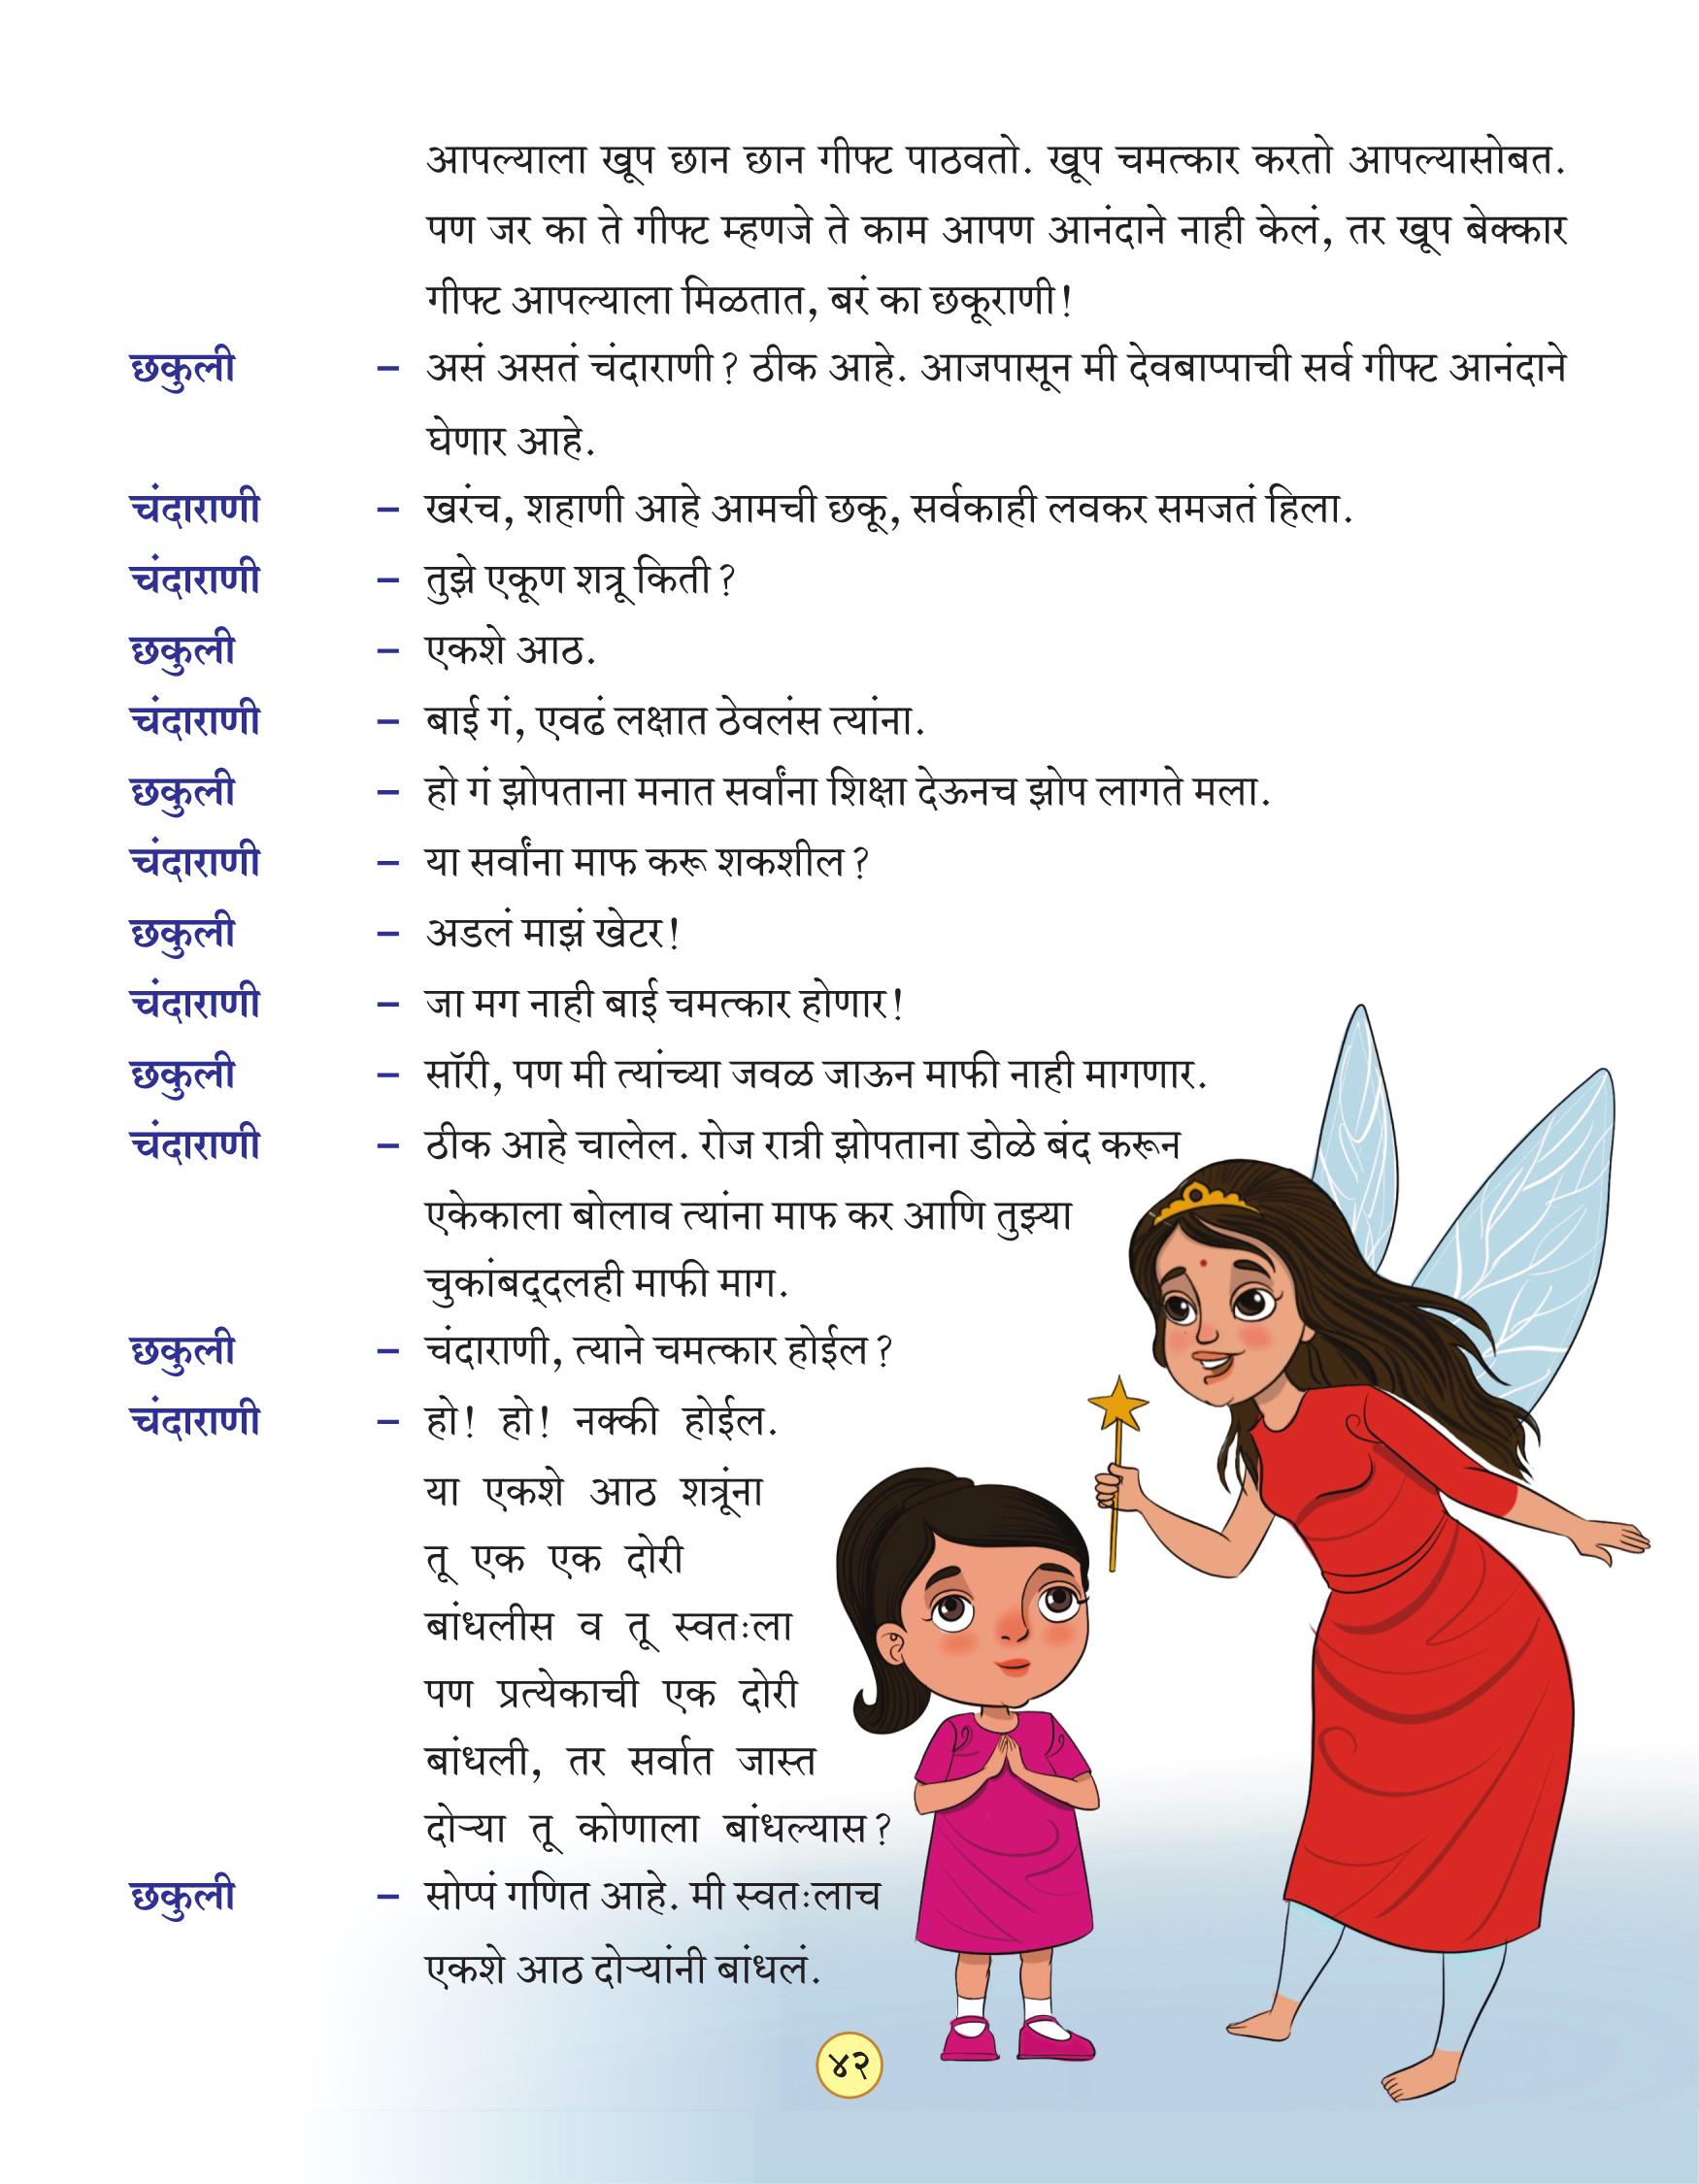 आपल्याला खूप छान छान गीफ्ट पाठवतो. खूप चमत्कार करतो आपल्यासोबत.
पण जर का ते गीफ्ट म्हणजे ते काम आपण आनंदाने नाही केलं, तर खूप बेक्कार
गीफ्ट आपल्याला मिळतात, बरं का छकूराणी!
छकुली – असं असतं चंदाराणी? ठीक आहे. आजपासून मी देवबाप्पाची सर्व गीफ्ट आनंदाने
घेणार आहे.
चंदाराणी – खरंच, शहाणी आहे आमची छकू, सर्वकाही लवकर समजतं हिला.
चंदाराणी – तुझे एकूण शत्रू किती?
छकुली – एकशे आठ.
चंदाराणी – बाई गं, एवढं लक्षात ठेवलंस त्यांना.
छकुली – हो गं झोपताना मनात सर्वांना शिक्षा देऊनच झोप लागते मला.
चंदाराणी – या सर्वांना माफ करू शकशील?
छकुली – अडलं माझं खेटर!
चंदाराणी – जा मग नाही बाई चमत्कार होणार!
छकुली – सॉरी, पण मी त्यांच्या जवळ जाऊन माफी नाही मागणार.
चंदाराणी – ठीक आहे चालेल. रोज रात्री झोपताना डोळे बंद करून
एकेकाला बोलाव त्यांना माफ कर आणि तुझ्या
चुकांबद्‌दलही माफी माग.
छकुली – चंदाराणी, त्याने चमत्कार होईल?
चंदाराणी – हो! हो! नक्की होईल.
या एकशे आठ शत्रूंना
तू एक एक दोरी
बांधलीस व तू स्वतःला
पण प्रत्येकाची एक दोरी
बांधली, तर सर्वात जास्त
दोऱ्या तू कोणाला बांधल्यास?
छकुली – सोप्पं गणित आहे. मी स्वतःलाच
एकशे आठ दोऱ्यांनी बांधलं.
४२